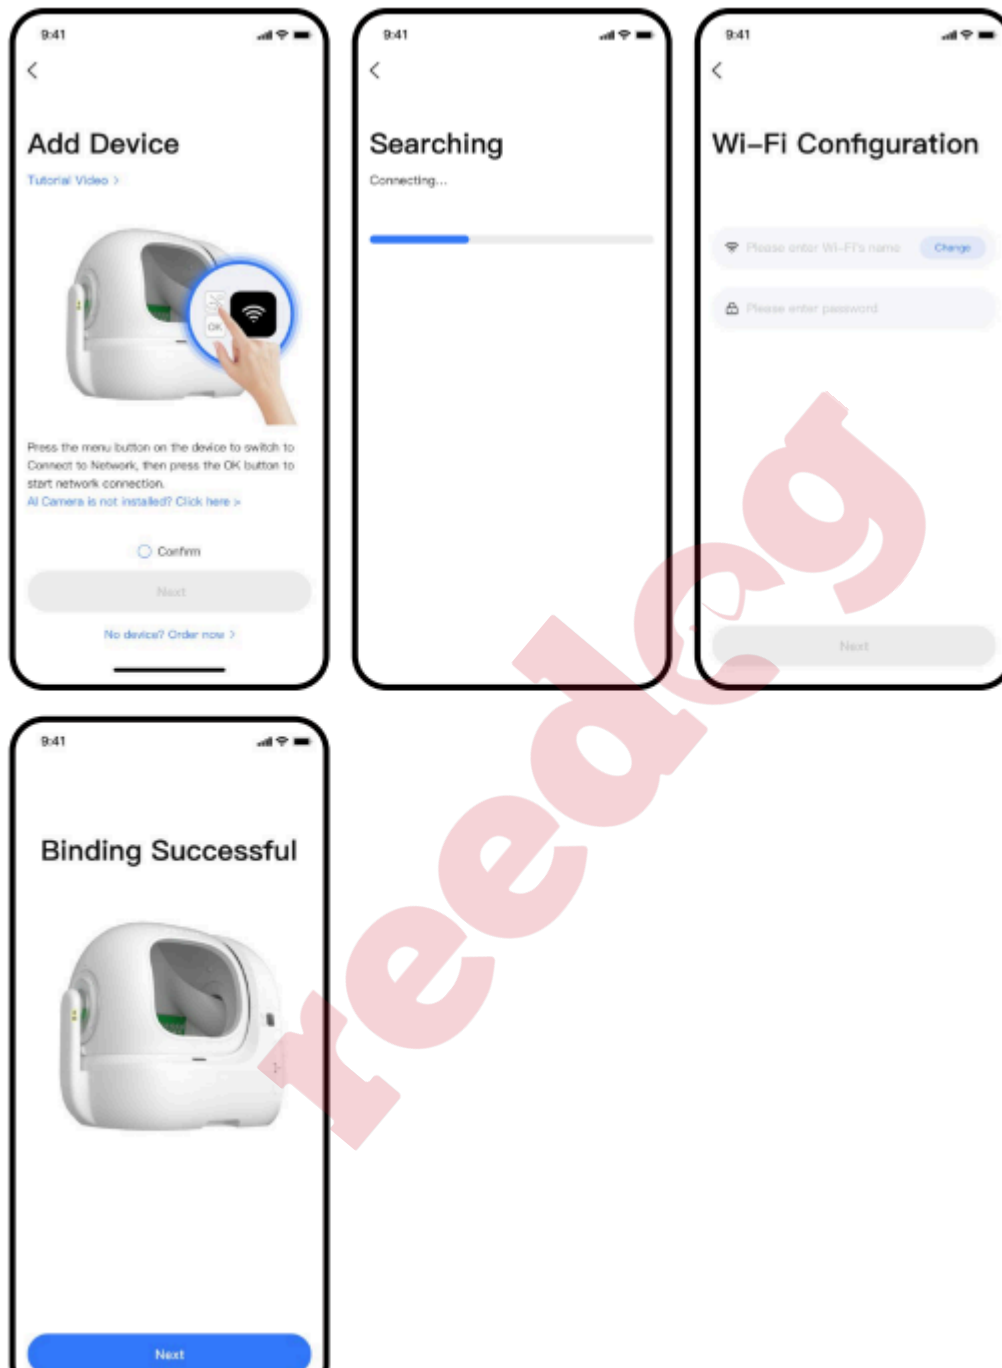 9:41
Add Device
Tutorial Video >
OK
Press the menu button on the device to switch to
Connect to Network, then press the OK button to
start network connection.
AI Camera is not installed? Click here >
Confirm
Next
No device? Order now >
9:41
Searching
Connecting...
9:41
Wi-Fi Configuration
Please enter Wi-Fi's name
Change
Please enter password
Next
9:41
Binding Successful
Next
reedog